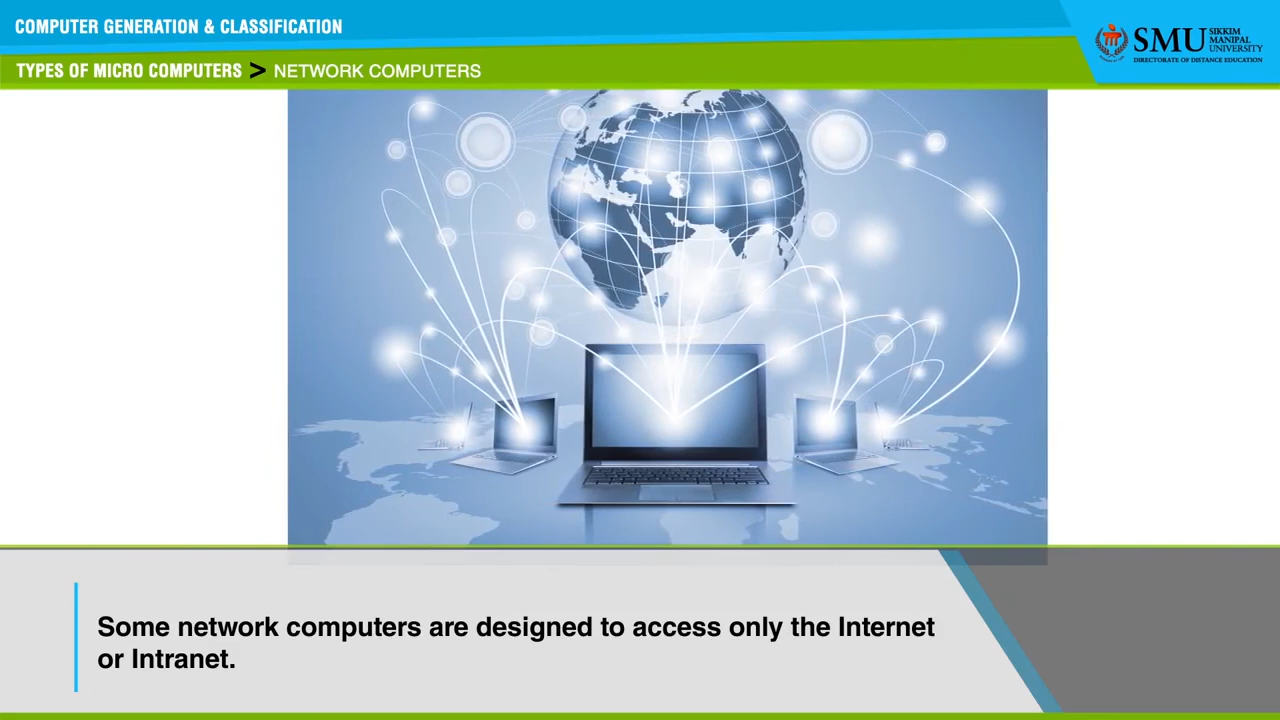 COMPUTER GENERATION & CLASSIFICATION
TYPES OF MICRO COMPUTERS > NETWORK COMPUTERS
SMU SIKKIM
MANIPAL
UNIVERSITY
DIRECTORATE OF DISTANCE EDUCATION
Some network computers are designed to access only the Internet
or Intranet.